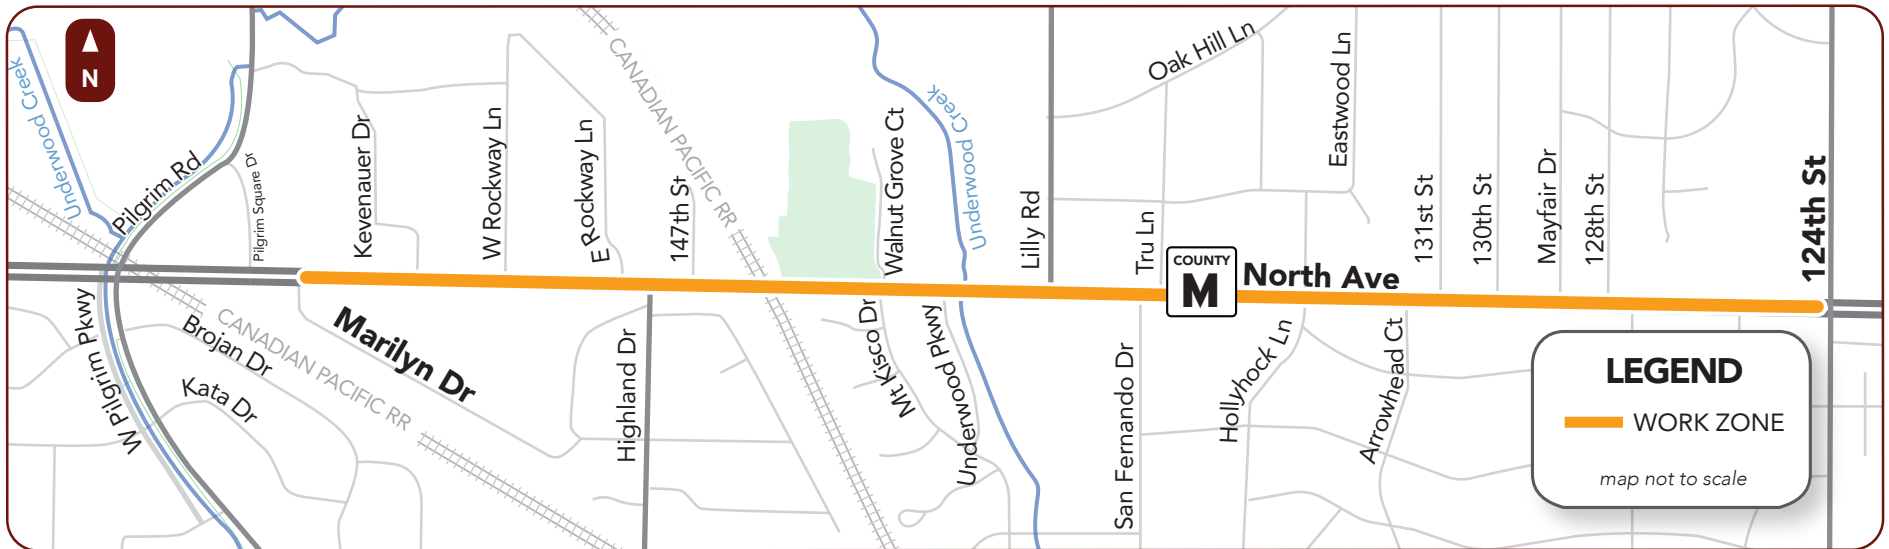 N
Underwood Creek
Pilgrim Rd
Pilgrim Square Dr
Kevenauer Dr
W Rockway Ln
E Rockway Ln
147th St
CANADIAN PACIFIC RR
Walnut Grove Ct
Underwood Creek
Lilly Rd
Oak Hill Ln
Tru Ln
Eastwood Ln
131st St
130th St
Mayfair Dr
128th St
124th St
COUNTY
M
North Ave
W Pilgrim Pkwy
Brojan Dr
Kata Dr
CANADIAN PACIFIC RR
Marilyn Dr
Highland Dr
Mt Kisco Dr
Underwood Pkwy
San Fernando Dr
Hollyhock Ln
Arrowhead Ct
LEGEND
WORK ZONE
map not to scale